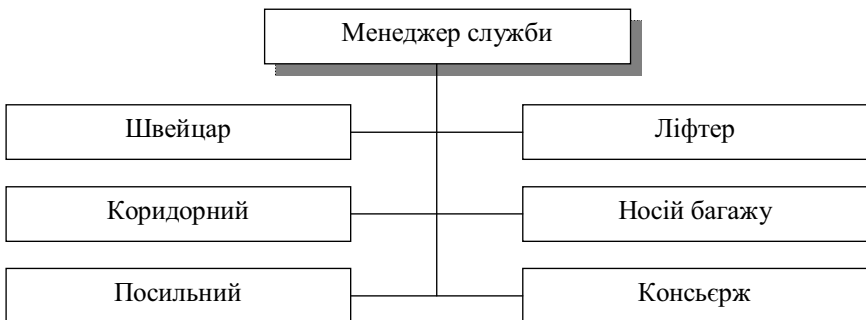 Менеджер служби
Швейцар
Ліфтер
Коридорний
Носій багажу
Посильний
Консьєрж